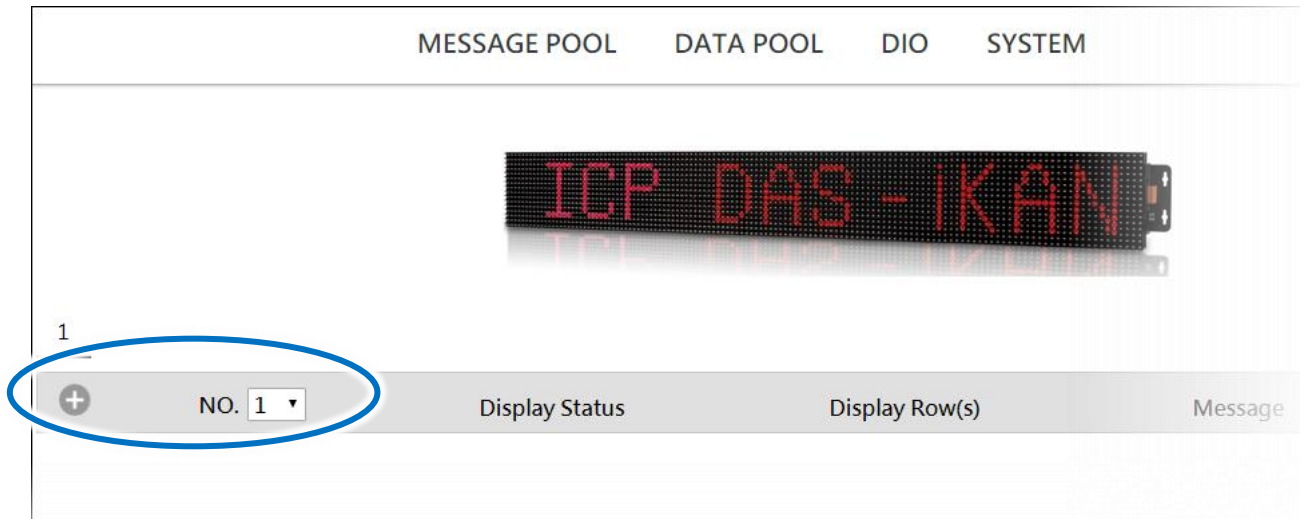 MESSAGE POOL DATA POOL DIO SYSTEM
ICP DAS - iKAN
1
NO. 1 Display Status Display Row(s) Message